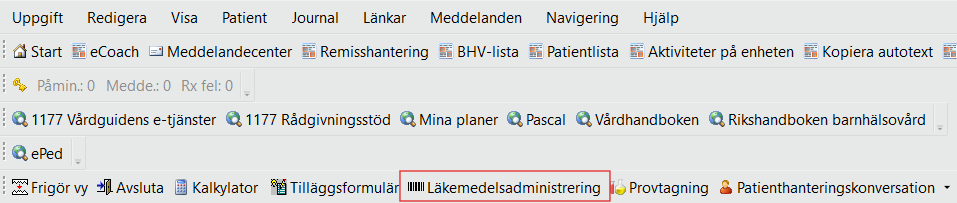 Uppgift Redigera Visa Patient Journal Länkar Meddelanden Navigering Hjälp
Start eCoach Meddelandecenter Remisshantering BHV-lista Patientlista Aktiviteter på enheten Kopiera autotext
Påmin.: 0 Medde.: 0 Rx fel: 0
1177 Vårdguidens e-tjänster 1177 Rådgivningsstöd Mina planer Pascal Vårdhandboken Rikshandboken barnhälsovård
ePed
Frigör vy Avsluta Kalkylator Tilläggsformulär Läkemedelsadministrering Provtagning Patienthanteringskonversation